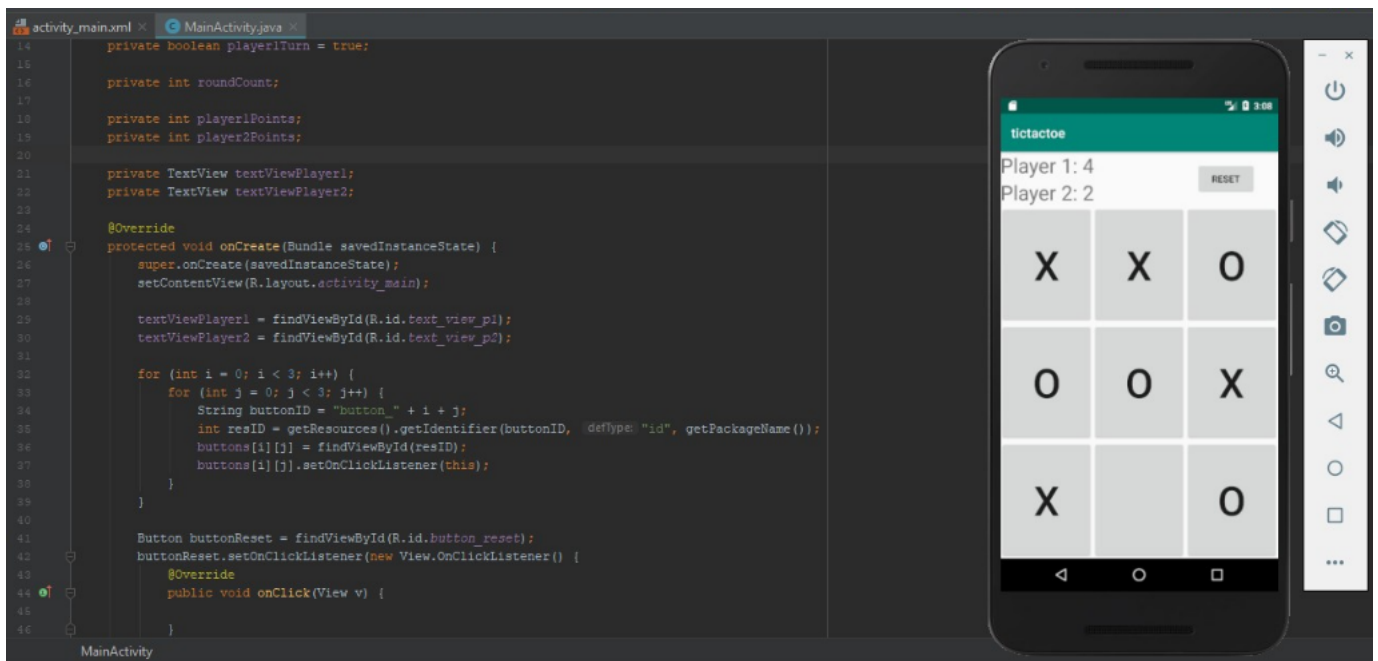 activity_main.xml MainActivity.java
14 private boolean player1Turn = true;
15
16 private int roundCount;
17
18 private int player1Points;
19 private int player2Points;
20
21 private TextView textViewPlayer1;
22 private TextView textViewPlayer2;
23
24 @Override
25 protected void onCreate(Bundle savedInstanceState) {
26 super.onCreate(savedInstanceState);
27 setContentView(R.layout.activity_main);
28
29 textViewPlayer1 = findViewById(R.id.text_view_p1);
30 textViewPlayer2 = findViewById(R.id.text_view_p2);
31
32 for (int i = 0; i < 3; i++) {
33 for (int j = 0; j < 3; j++) {
34 String buttonID = "button_" + i + j;
35 int resID = getResources().getIdentifier(buttonID, defType: "id", getPackageName());
36 buttons[i][j] = findViewById(resID);
37 buttons[i][j].setOnClickListener(this);
38 }
39 }
40
41 Button buttonReset = findViewById(R.id.button_reset);
42 buttonReset.setOnClickListener(new View.OnClickListener() {
43 @Override
44 public void onClick(View v) {
45
46 }
MainActivity
3:08
tictactoe
Player 1: 4
RESET
Player 2: 2
X X O
O O X
X O